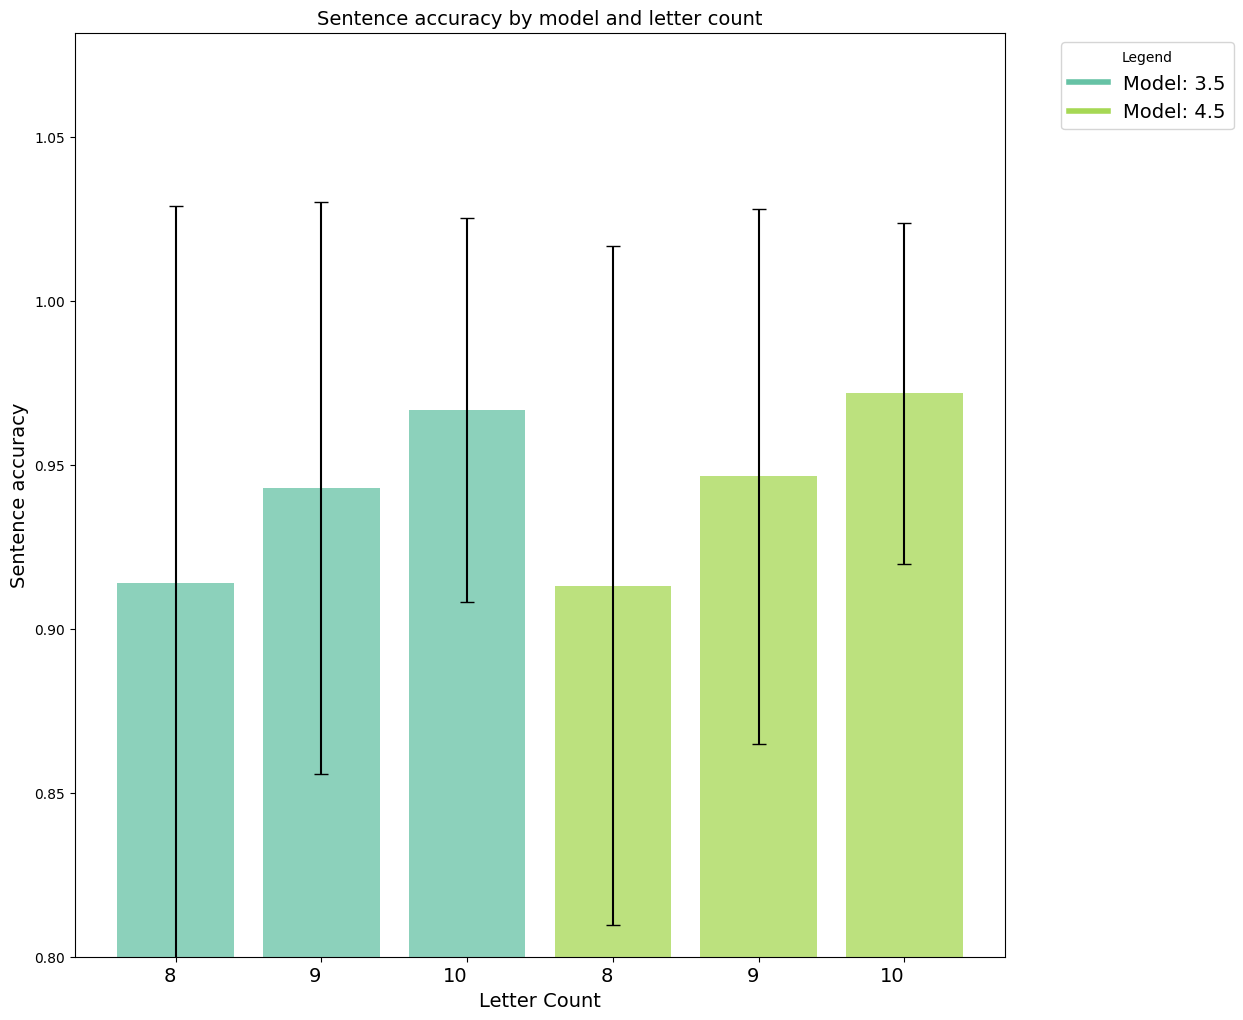 Sentence accuracy by model and letter count
Legend
Model: 3.5
Model: 4.5
1.05
1.00
0.95
0.90
0.85
0.80
Sentence accuracy
8 9 10 8 9 10
Letter Count